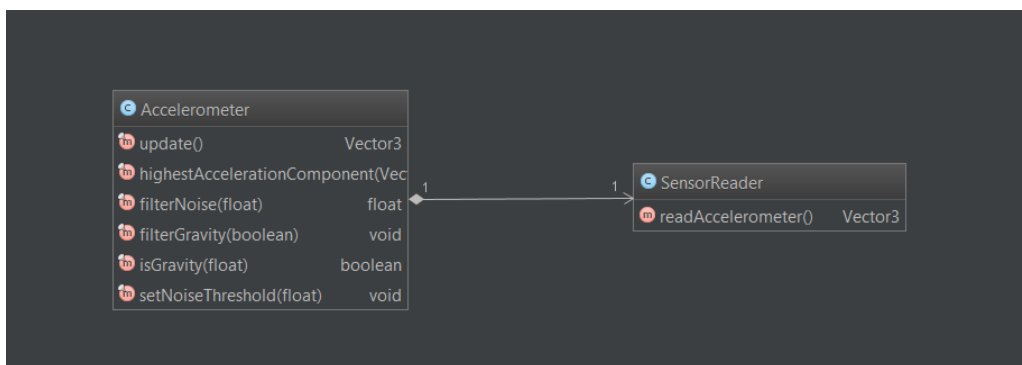 Accelerometer
update() Vector3
highestAccelerationComponent(Vec
filterNoise(float) float
filterGravity(boolean) void
isGravity(float) boolean
setNoiseThreshold(float) void
1 1
SensorReader
readAccelerometer() Vector3